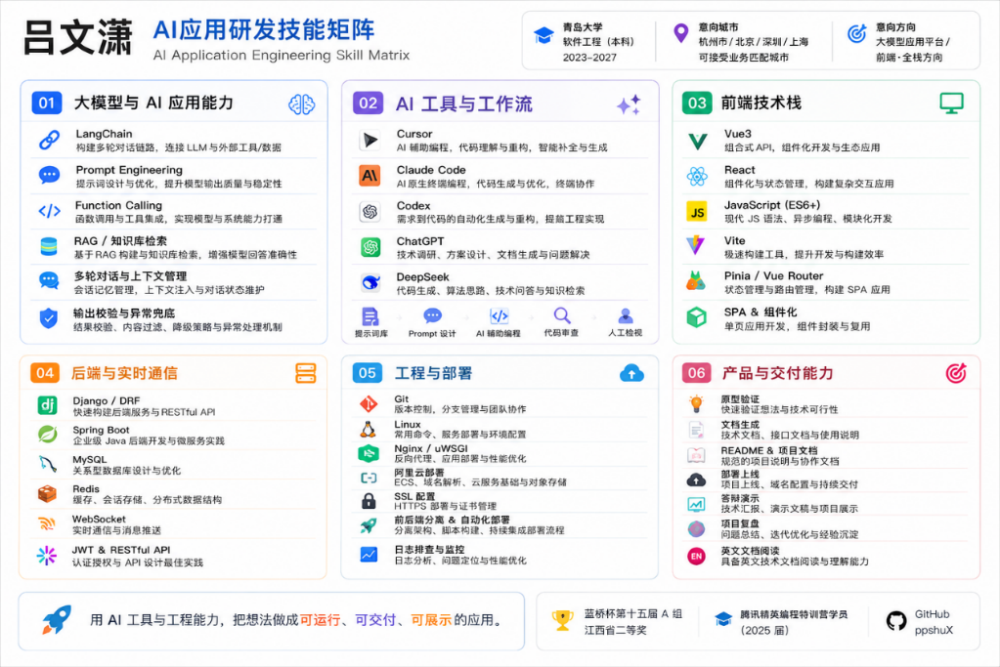 吕文潇
AI应用研发技能矩阵
AI Application Engineering Skill Matrix
青岛大学
软件工程（本科）
2023-2027
意向城市
杭州市/北京/深圳/上海
可接受业务匹配城市
意向方向
大模型应用平台/
前端·全栈方向
01 大模型与 AI 应用能力
LangChain
构建多轮对话链路，连接 LLM 与外部工具/数据
Prompt Engineering
提示词设计与优化，提升模型输出质量与稳定性
Function Calling
函数调用与工具集成，实现模型与系统能力打通
RAG / 知识库检索
基于 RAG 构建与知识库检索，增强模型回答准确性
多轮对话与上下文管理
会话记忆管理，上下文注入与对话状态维护
输出校验与异常兜底
结果校验、内容过滤、降级策略与异常处理机制
02 AI 工具与工作流
Cursor
AI 辅助编程，代码理解与重构，智能补全与生成
Claude Code
AI 原生终端编程，代码生成与优化，终端协作
Codex
需求到代码的自动化生成与重构，提前工程实现
ChatGPT
技术调研、方案设计、文档生成与问题解决
DeepSeek
代码生成、算法思路、技术问答与知识检索
提示词库
Prompt 设计
AI 辅助编程
代码审查
人工检视
03 前端技术栈
Vue3
组合式 API，组件化开发与生态应用
React
组件化与状态管理，构建复杂交互应用
JS
JavaScript (ES6+)
现代 JS 语法、异步编程、模块化开发
Vite
极速构建工具，提升开发与构建效率
Pinia / Vue Router
状态管理与路由管理，构建 SPA 应用
SPA & 组件化
单页应用开发，组件封装与复用
04 后端与实时通信
dj
Django / DRF
快速构建后端服务与 RESTful API
Spring Boot
企业级 Java 后端开发与微服务实践
MySQL
关系型数据库设计与优化
Redis
缓存、会话存储、分布式数据结构
WebSocket
实时通信与消息推送
JWT & RESTful API
认证授权与 API 设计最佳实践
05 工程与部署
Git
版本控制，分支管理与团队协作
Linux
常用命令、服务部署与环境配置
Nginx / uWSGI
反向代理、应用部署与性能优化
阿里云部署
ECS、域名解析、云服务基础与对象存储
SSL 配置
HTTPS 部署与证书管理
前后端分离 & 自动化部署
分离架构、脚本构建、持续集成部署流程
日志排查与监控
日志分析、问题定位与性能优化
06 产品与交付能力
原型验证
快速验证想法与技术可行性
文档生成
技术文档、接口文档与使用说明
README & 项目文档
规范的项目说明与协作文档
部署上线
项目上线、域名配置与持续交付
答辩演示
技术汇报、演示文稿与项目展示
项目复盘
问题总结、迭代优化与经验沉淀
EN
英文文档阅读
具备英文技术文档阅读与理解能力
用 AI 工具与工程能力，把想法做成可运行、可交付、可展示的应用。
蓝桥杯第十五届 A 组
江西省二等奖
腾讯精英编程特训营学员
（2025 届）
GitHub
ppshuX